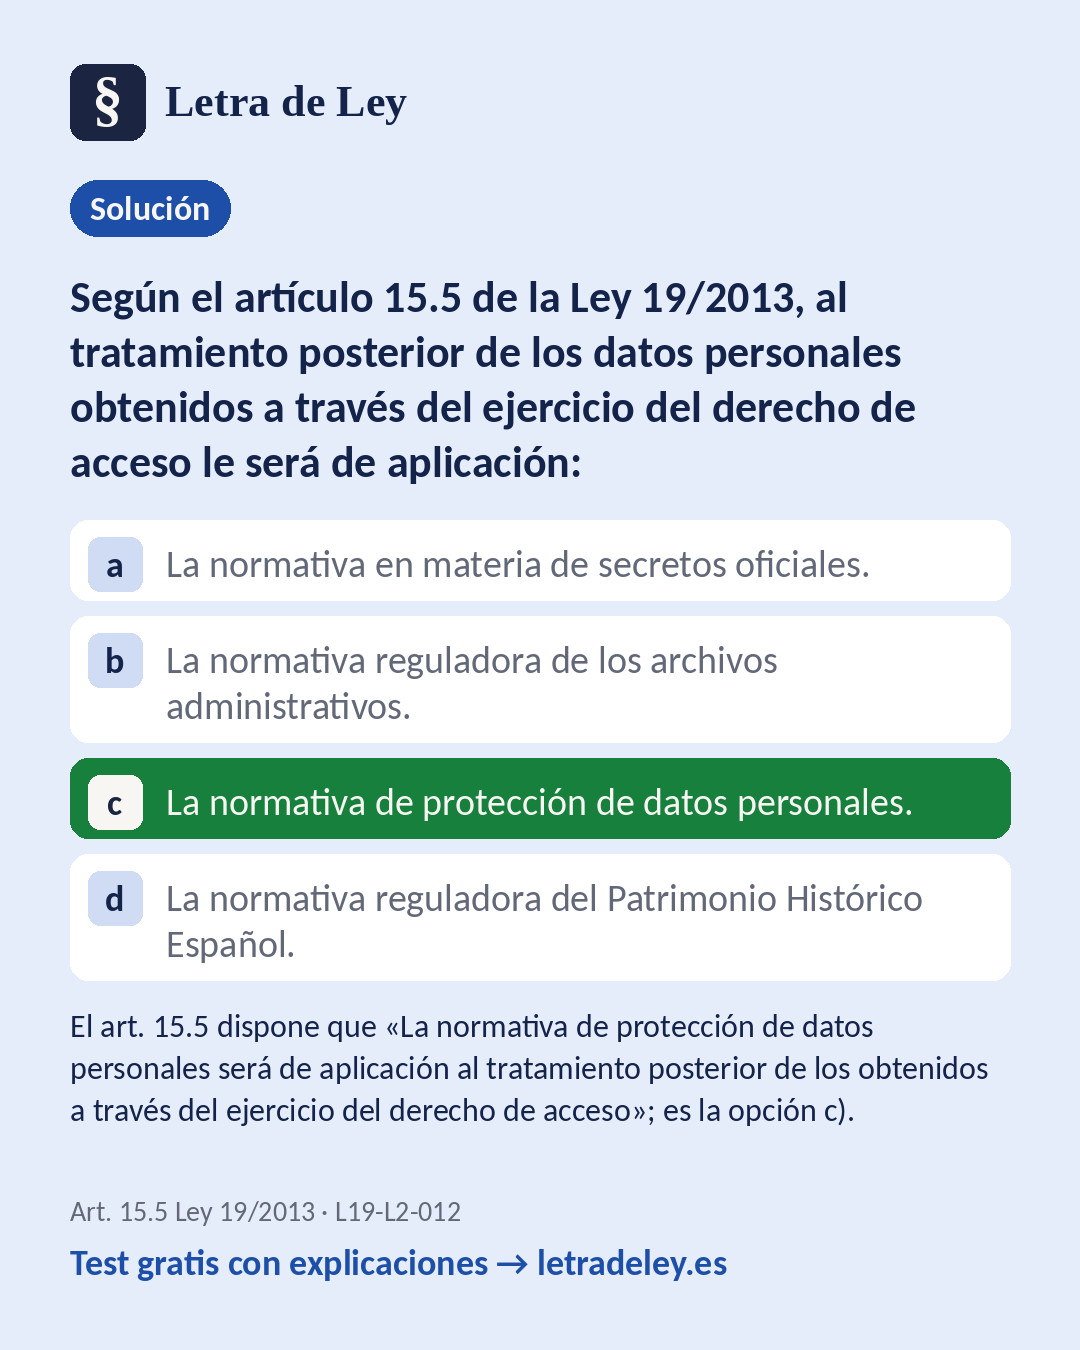 § Letra de Ley
Solución
Según el artículo 15.5 de la Ley 19/2013, al
tratamiento posterior de los datos personales
obtenidos a través del ejercicio del derecho de
acceso le será de aplicación:
a La normativa en materia de secretos oficiales.
b La normativa reguladora de los archivos
administrativos.
c La normativa de protección de datos personales.
d La normativa reguladora del Patrimonio Histórico
Español.
El art. 15.5 dispone que «La normativa de protección de datos
personales será de aplicación al tratamiento posterior de los obtenidos
a través del ejercicio del derecho de acceso»; es la opción c).
Art. 15.5 Ley 19/2013 · L19-L2-012
Test gratis con explicaciones → letradeley.es